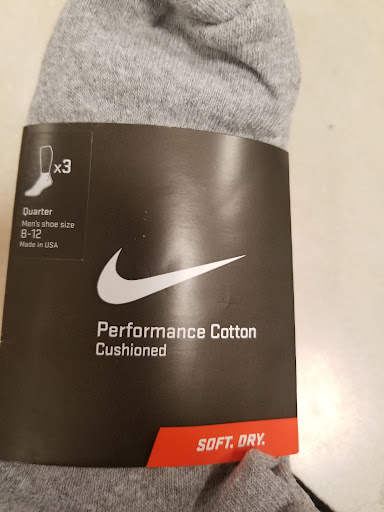 x3
Quarter
Men's shoe size
8-12
Made in USA
Performance Cotton
Cushioned
SOFT. DRY.